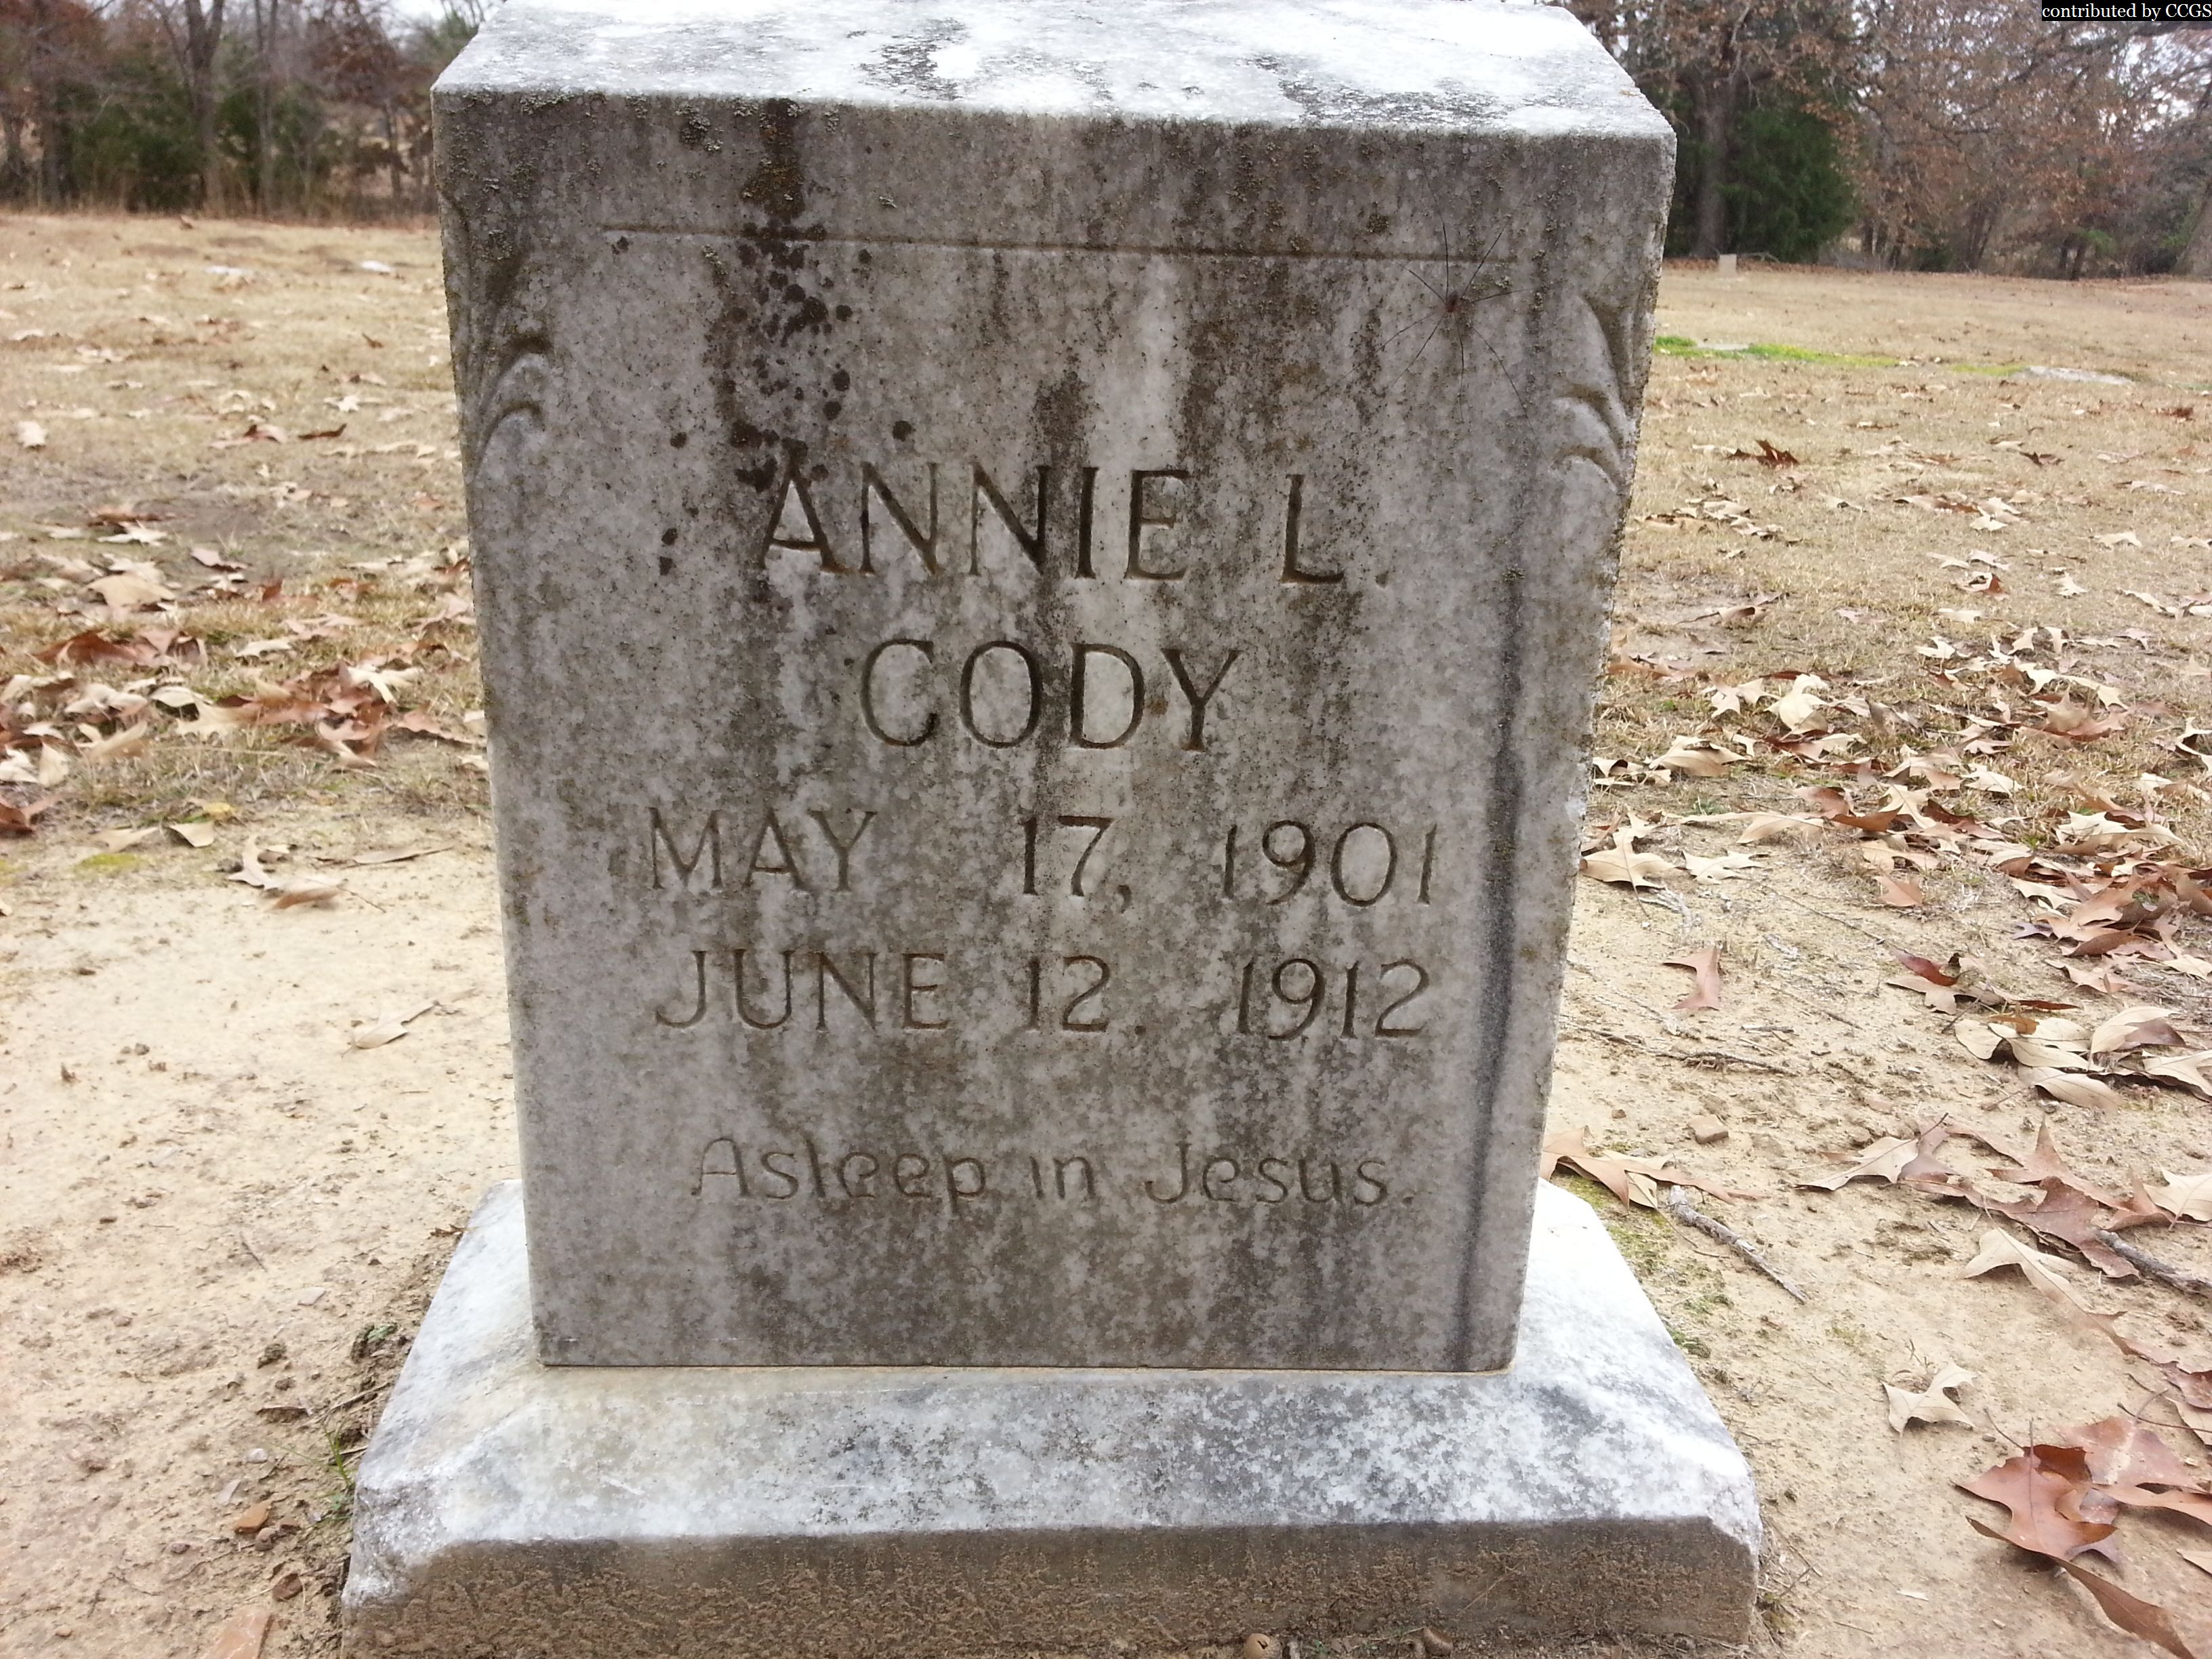 contributed by CCGS
ANNIE L.
CODY
MAY 17, 1901
JUNE 12, 1912
Asleep in Jesus.